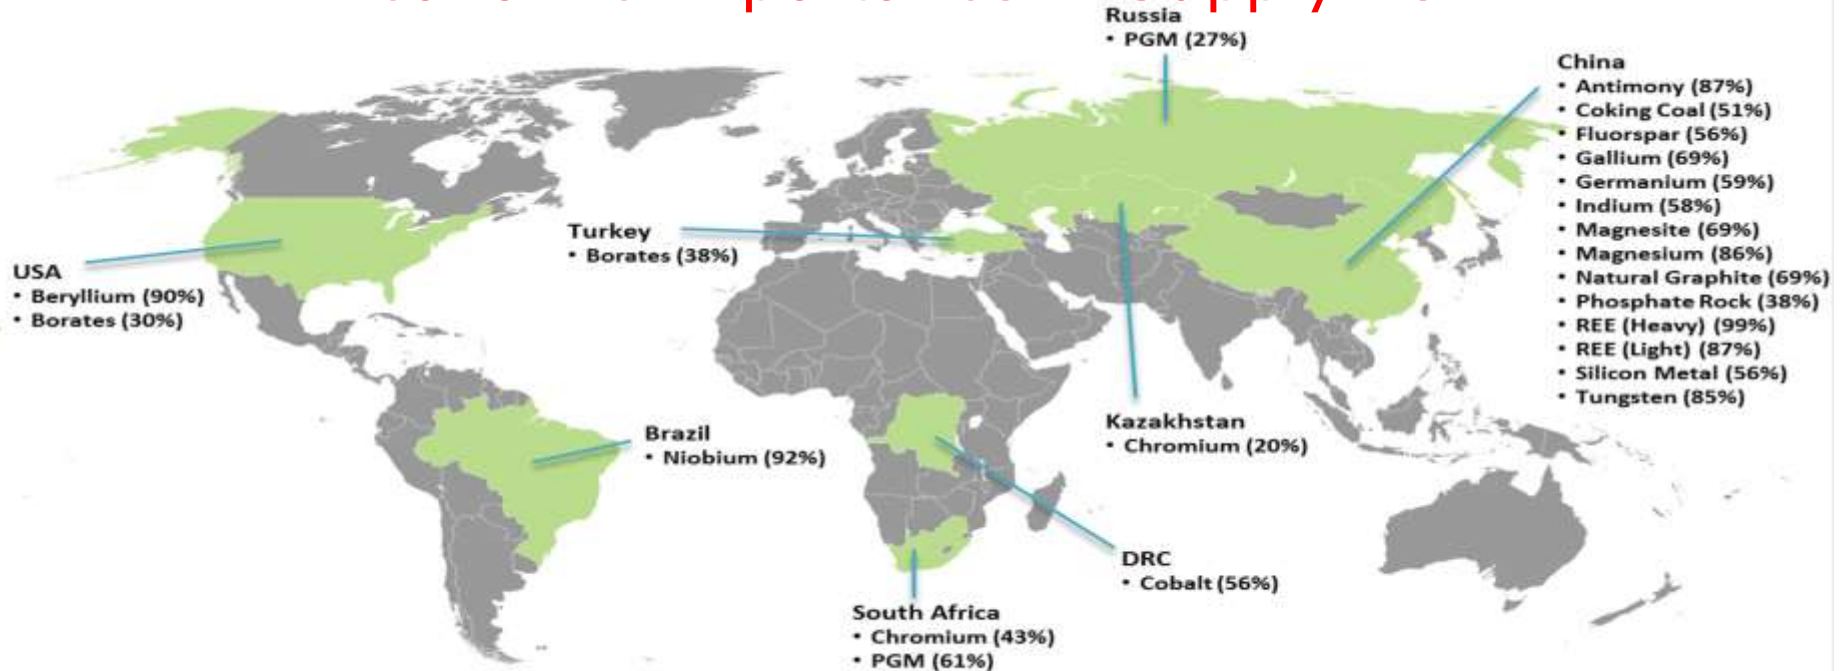 Russia
• PGM (27%)
China
• Antimony (87%)
• Coking Coal (51%)
• Fluorspar (56%)
• Gallium (69%)
• Germanium (59%)
• Indium (58%)
• Magnesite (69%)
• Magnesium (86%)
• Natural Graphite (69%)
• Phosphate Rock (38%)
• REE (Heavy) (99%)
• REE (Light) (87%)
• Silicon Metal (56%)
• Tungsten (85%)
Turkey
• Borates (38%)
USA
• Beryllium (90%)
• Borates (30%)
Kazakhstan
• Chromium (20%)
Brazil
• Niobium (92%)
DRC
• Cobalt (56%)
South Africa
• Chromium (43%)
• PGM (61%)